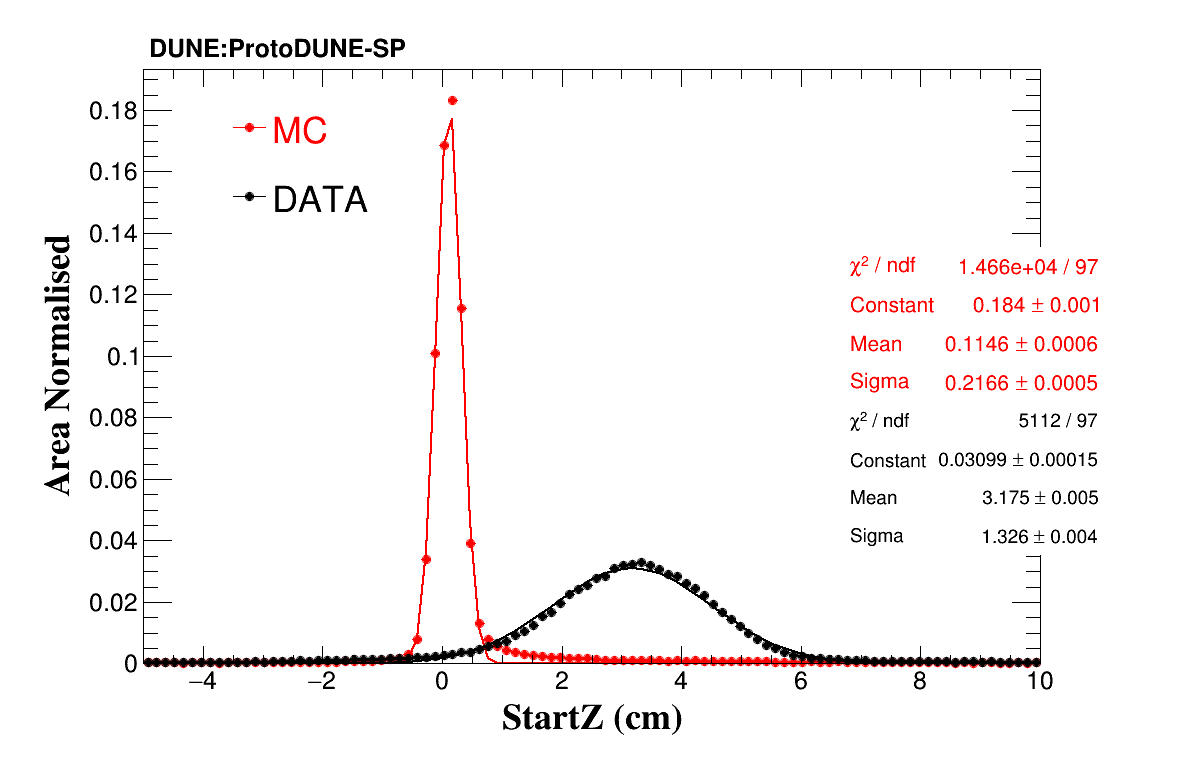 DUNE:ProtoDUNE-SP
MC
DATA
Area Normalised
0.18
0.16
0.14
0.12
0.1
0.08
0.06
0.04
0.02
0
−4
−2
0
2
4
6
8
10
StartZ (cm)
χ² / ndf 1.466e+04 / 97
Constant 0.184 ± 0.001
Mean 0.1146 ± 0.0006
Sigma 0.2166 ± 0.0005
χ² / ndf 5112 / 97
Constant 0.03099 ± 0.00015
Mean 3.175 ± 0.005
Sigma 1.326 ± 0.004